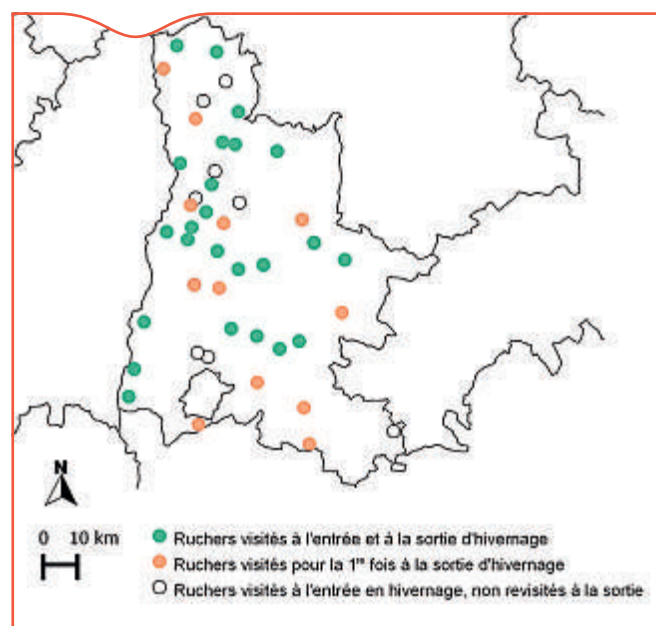 N
0 10 km
Ruchers visités à l'entrée et à la sortie d'hivernage
Ruchers visités pour la 1re fois à la sortie d'hivernage
Ruchers visités à l'entrée en hivernage, non revisités à la sortie